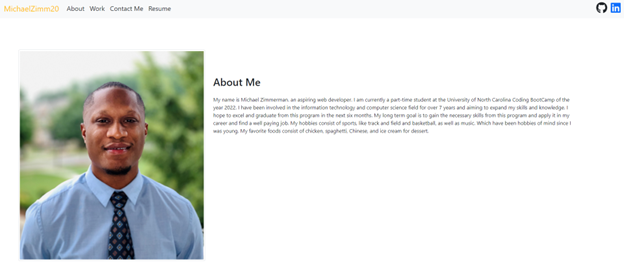 MichaelZimm20 About Work Contact Me Resume
About Me
My name is Michael Zimmerman, an aspiring web developer. I am currently a part-time student at the University of North Carolina Coding BootCamp of the
year 2022. I have been involved in the information technology and computer science field for over 7 years and aiming to expand my skills and knowledge. I
hope to excel and graduate from this program in the next six months. My long term goal is to gain the necessary skills from this program and apply it in my
career and find a well paying job. My hobbies consist of sports, like track and field and basketball, as well as music. Which have been hobbies of mind since I
was young. My favorite foods consist of chicken, spaghetti, Chinese, and ice cream for dessert.